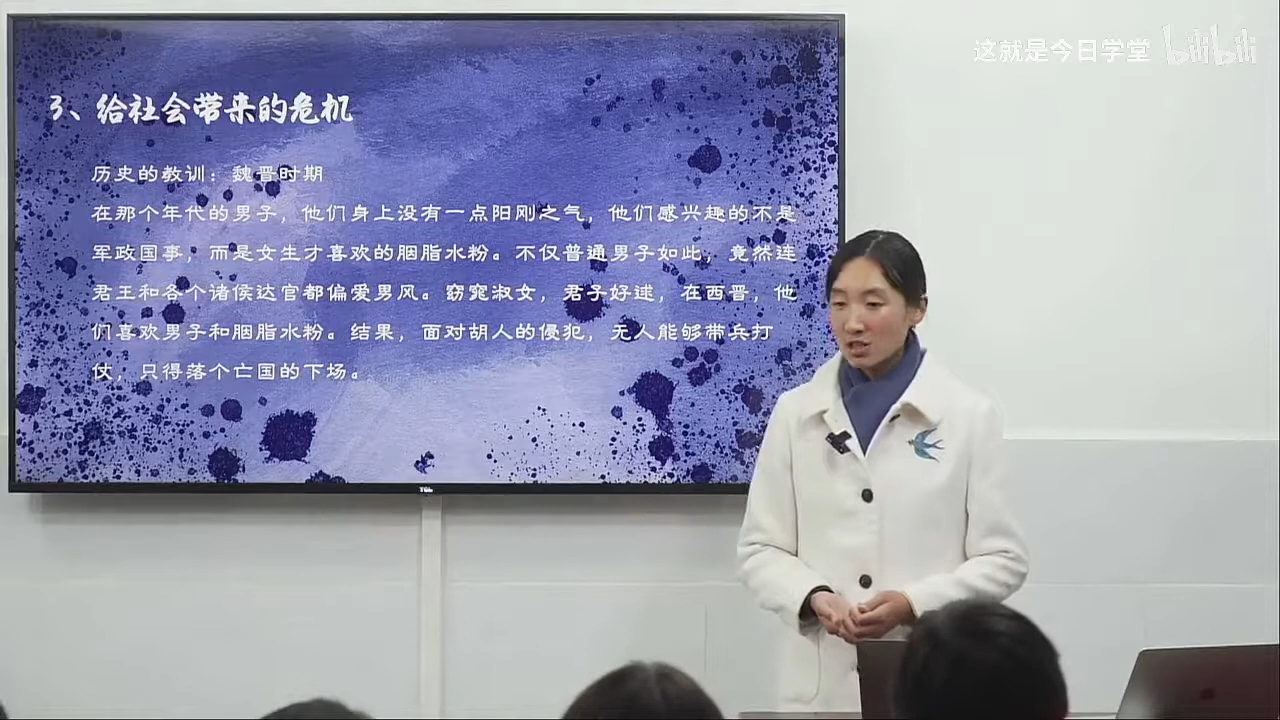 这就是今日学堂 bilibili
3、给社会带来的危机
历史的教训：魏晋时期
在那个年代的男子，他们身上没有一点阳刚之气，他们感兴趣的不是
军政国事，而是女生才喜欢的胭脂水粉。不仅普通男子如此，竟然连
君王和各个诸侯达官都偏爱男风。窈窕淑女，君子好逑，在西晋，他
们喜欢男子和胭脂水粉。结果，面对胡人的侵犯，无人能够带兵打
仗，只得落个亡国的下场。